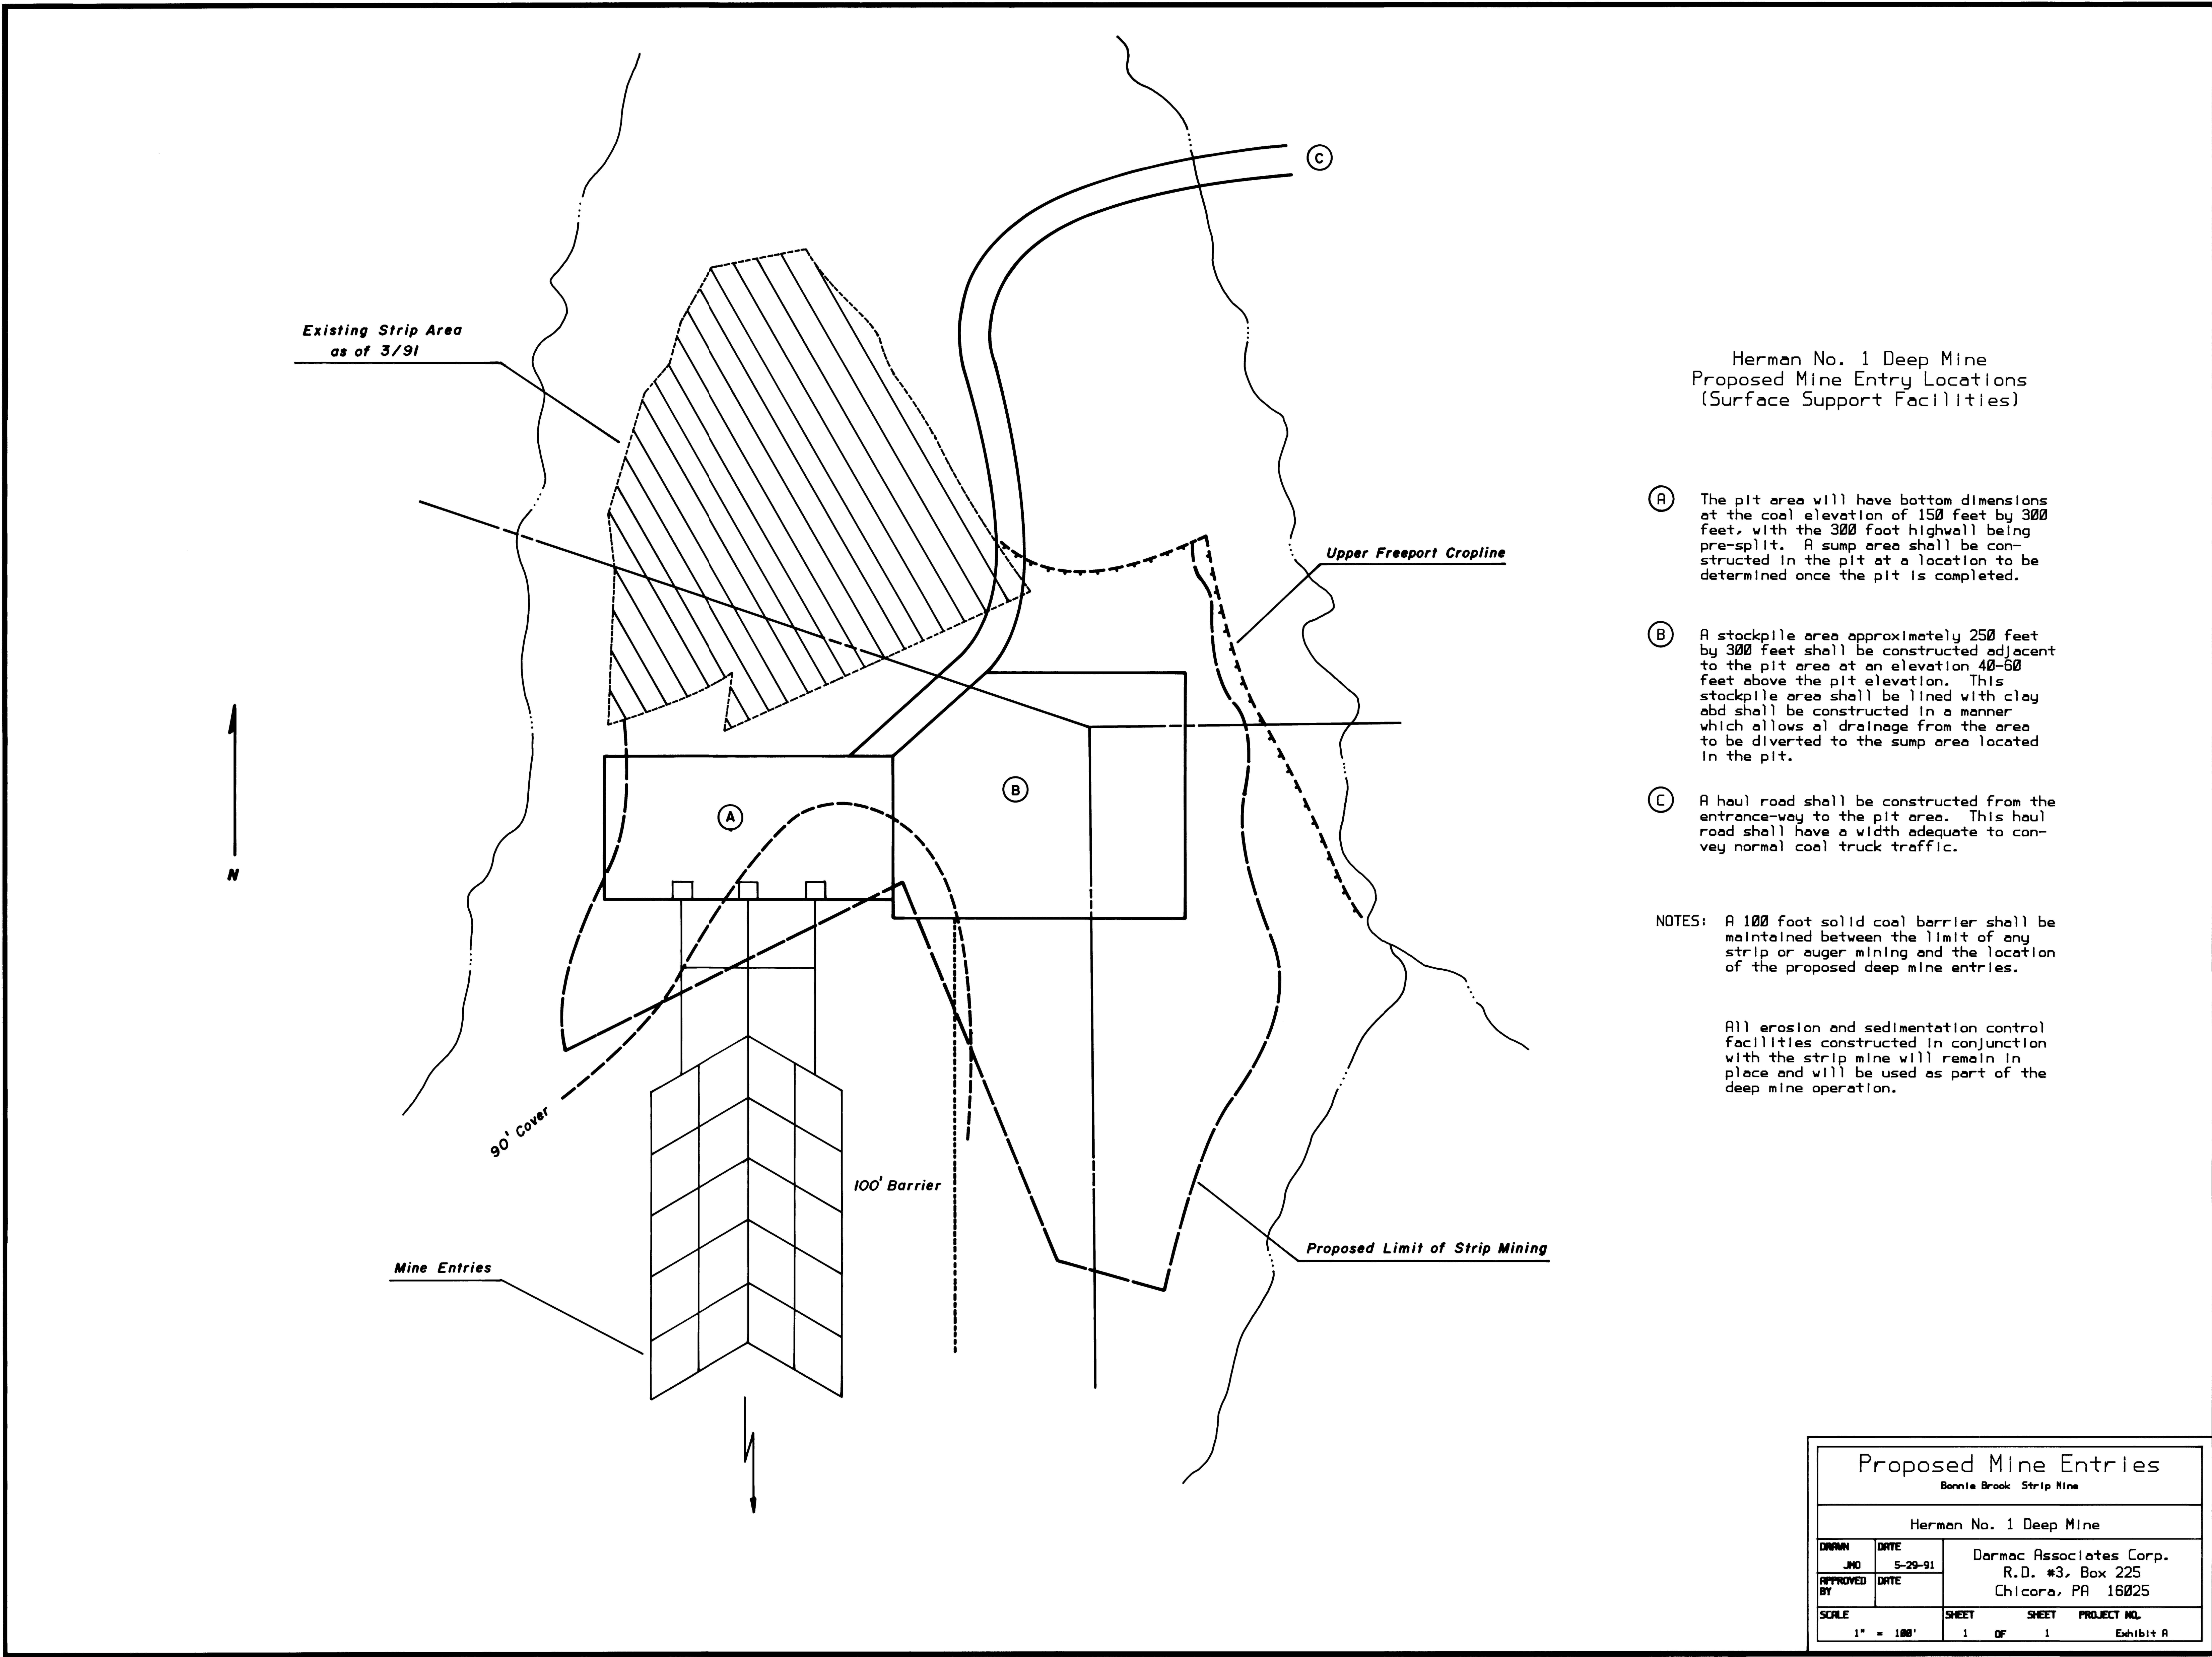 Existing Strip Area
as of 3/91
Upper Freeport Cropline
N
A
B
C
90' Cover
100' Barrier
Mine Entries
Proposed Limit of Strip Mining
Herman No. 1 Deep Mine
Proposed Mine Entry Locations
(Surface Support Facilities)
A The pit area will have bottom dimensions
at the coal elevation of 150 feet by 300
feet, with the 300 foot highwall being
pre-split. A sump area shall be con-
structed in the pit at a location to be
determined once the pit is completed.
B A stockpile area approximately 250 feet
by 300 feet shall be constructed adjacent
to the pit area at an elevation 40-60
feet above the pit elevation. This
stockpile area shall be lined with clay
abd shall be constructed in a manner
which allows al drainage from the area
to be diverted to the sump area located
in the pit.
C A haul road shall be constructed from the
entrance-way to the pit area. This haul
road shall have a width adequate to con-
vey normal coal truck traffic.
NOTES: A 100 foot solid coal barrier shall be
maintained between the limit of any
strip or auger mining and the location
of the proposed deep mine entries.
All erosion and sedimentation control
facilities constructed in conjunction
with the strip mine will remain in
place and will be used as part of the
deep mine operation.
Proposed Mine Entries
Bonnie Brook Strip Mine
Herman No. 1 Deep Mine
DRAWN DATE
JMO 5-29-91
APPROVED BY DATE
Darmac Associates Corp.
R.D. #3, Box 225
Chicora, PA 16025
SCALE SHEET SHEET PROJECT NO.
1" = 100' 1 OF 1 Exhibit A